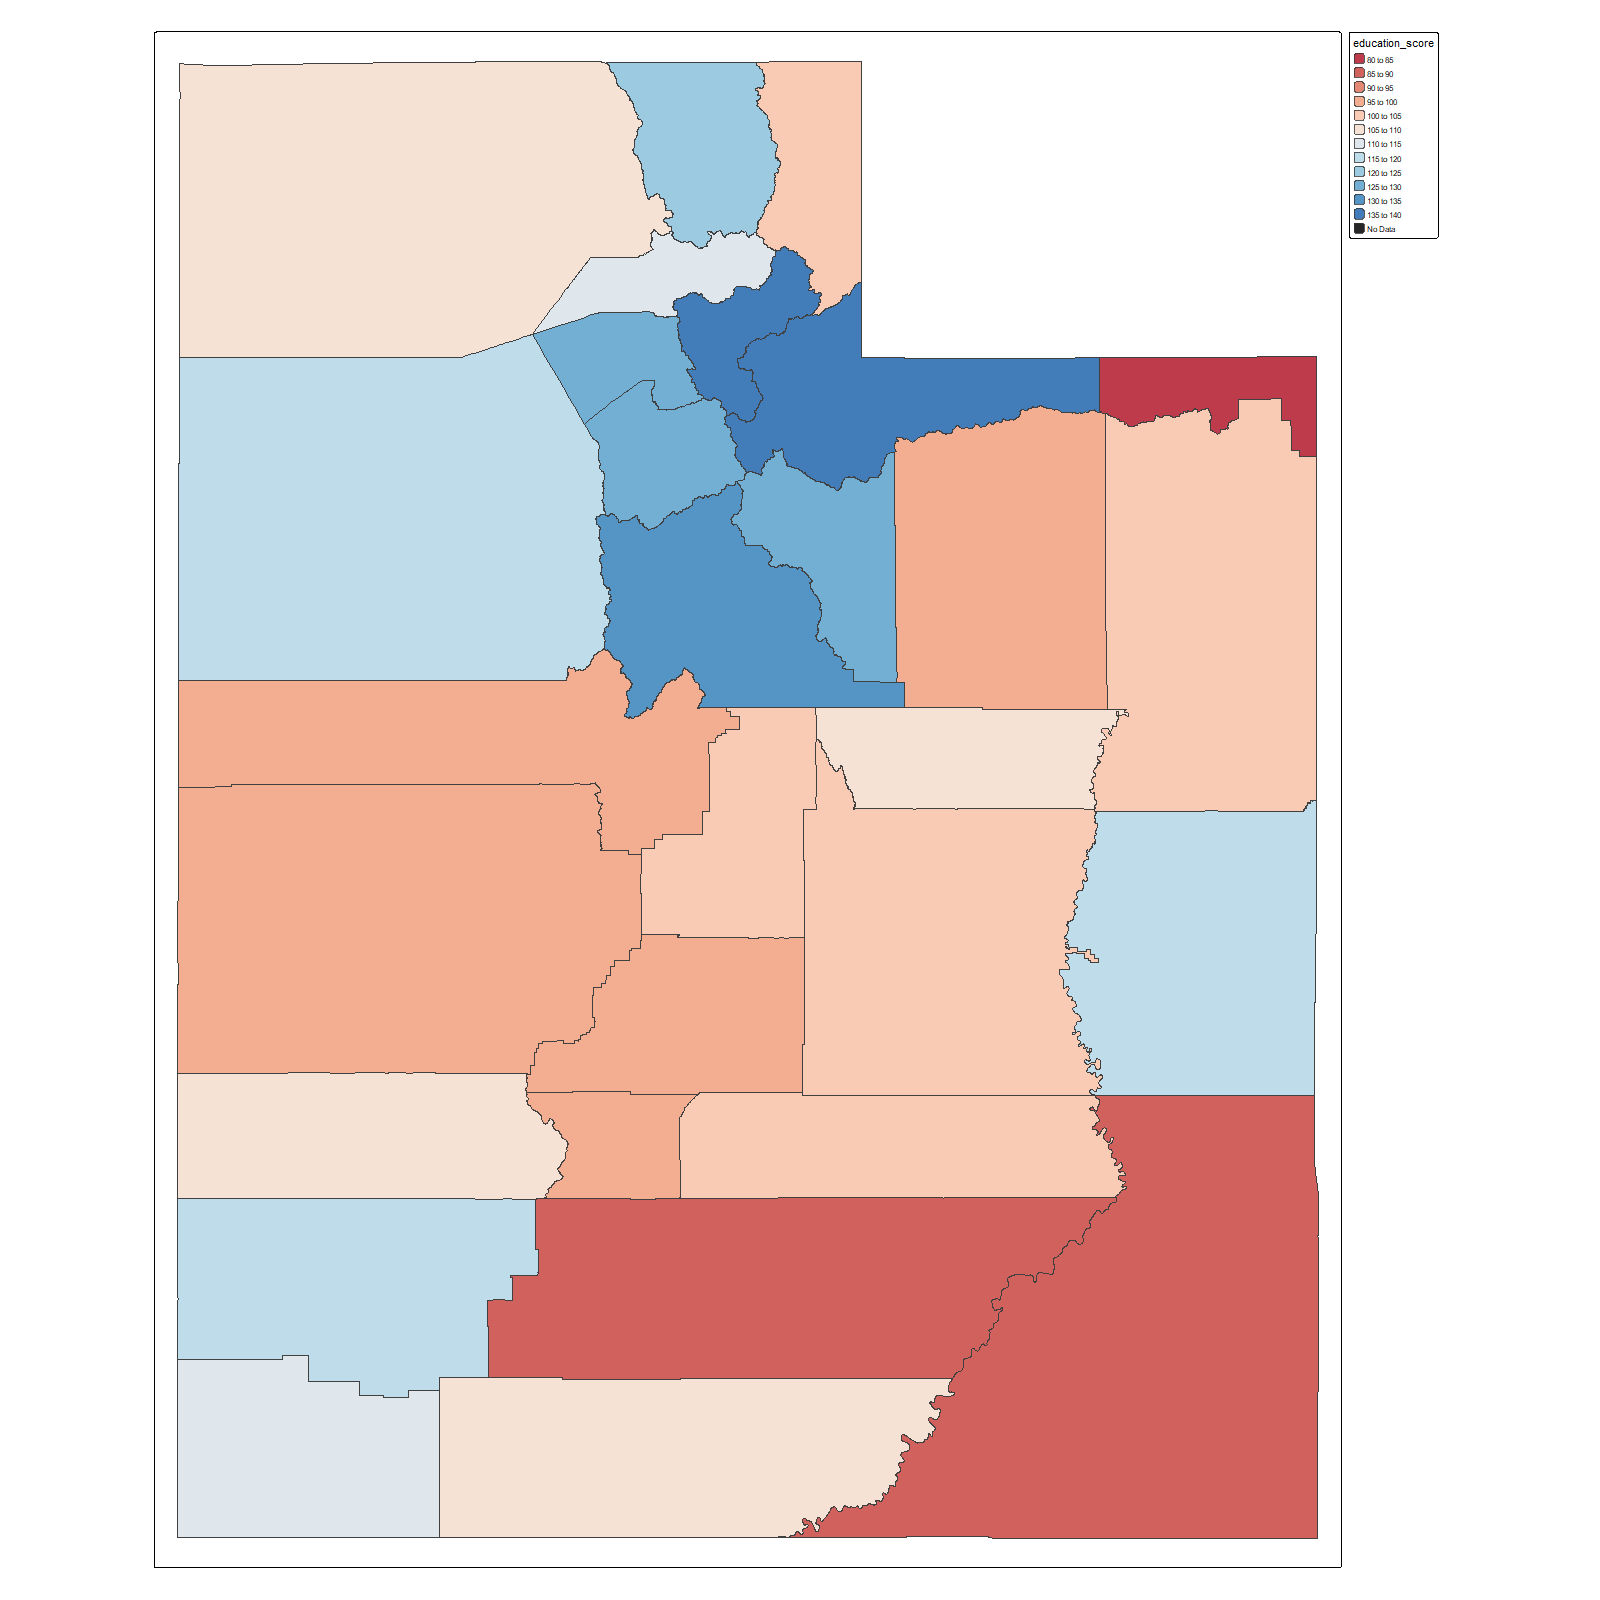 education_score
80 to 85
85 to 90
90 to 95
95 to 100
100 to 105
105 to 110
110 to 115
115 to 120
120 to 125
125 to 130
130 to 135
135 to 140
No Data